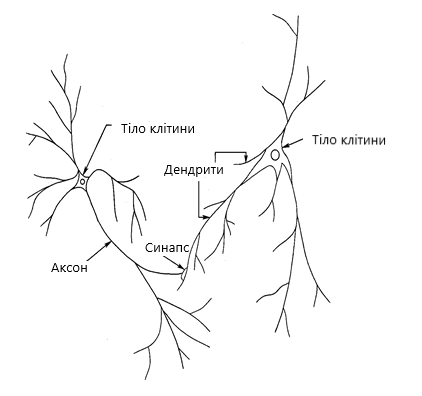 Тіло клітини
Тіло клітини
Дендрити
Синапс
Аксон